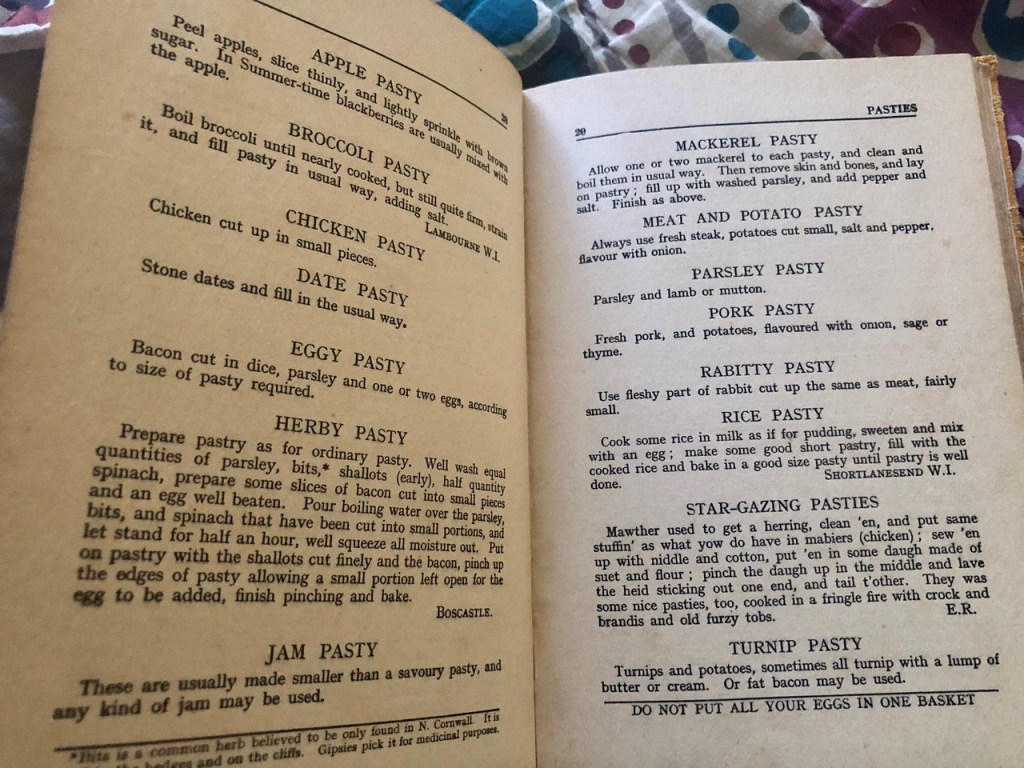 28
APPLE PASTY
Peel apples, slice thinly, and lightly sprinkle with brown
sugar. In Summer-time blackberries are usually mixed with
the apple.
BROCCOLI PASTY
Boil broccoli until nearly cooked, but still quite firm, strain
it, and fill pasty in usual way, adding salt.
LAMBOURNE W.I.
CHICKEN PASTY
Chicken cut up in small pieces.
DATE PASTY
Stone dates and fill in the usual way.
EGGY PASTY
Bacon cut in dice, parsley and one or two eggs, according
to size of pasty required.
HERBY PASTY
Prepare pastry as for ordinary pasty. Well wash equal
quantities of parsley, bits,* shallots (early), half quantity
spinach, prepare some slices of bacon cut into small pieces
and an egg well beaten. Pour boiling water over the parsley,
bits, and spinach that have been cut into small portions, and
let stand for half an hour, well squeeze all moisture out. Put
on pastry with the shallots cut finely and the bacon, pinch up
the edges of pasty allowing a small portion left open for the
egg to be added, finish pinching and bake.
BOSCASTLE.
JAM PASTY
These are usually made smaller than a savoury pasty, and
any kind of jam may be used.
*Bits is a common herb believed to be only found in N. Cornwall. It is
hedges and on the cliffs. Gipsies pick it for medicinal purposes.
29
PASTIES
MACKEREL PASTY
Allow one or two mackerel to each pasty, and clean and
boil them in usual way. Then remove skin and bones, and lay
on pastry; fill up with washed parsley, and add pepper and
salt. Finish as above.
MEAT AND POTATO PASTY
Always use fresh steak, potatoes cut small, salt and pepper,
flavour with onion.
PARSLEY PASTY
Parsley and lamb or mutton.
PORK PASTY
Fresh pork, and potatoes, flavoured with onion, sage or
thyme.
RABITTY PASTY
Use fleshy part of rabbit cut up the same as meat, fairly
small.
RICE PASTY
Cook some rice in milk as if for pudding, sweeten and mix
with an egg; make some good short pastry, fill with the
cooked rice and bake in a good size pasty until pastry is well
done.
SHORTLANESEND W.I.
STAR-GAZING PASTIES
Mawther used to get a herring, clean 'en, and put same
stuffin' as what yow do have in mabiers (chicken); sew 'en
up with niddle and cotton, put 'en in some daugh made of
suet and flour; pinch the daugh up in the middle and lave
the heid sticking out one end, and tail t'other. They was
some nice pasties, too, cooked in a fringle fire with crock and
brandis and old furzy tobs.
E.R.
TURNIP PASTY
Turnips and potatoes, sometimes all turnip with a lump of
butter or cream. Or fat bacon may be used.
DO NOT PUT ALL YOUR EGGS IN ONE BASKET